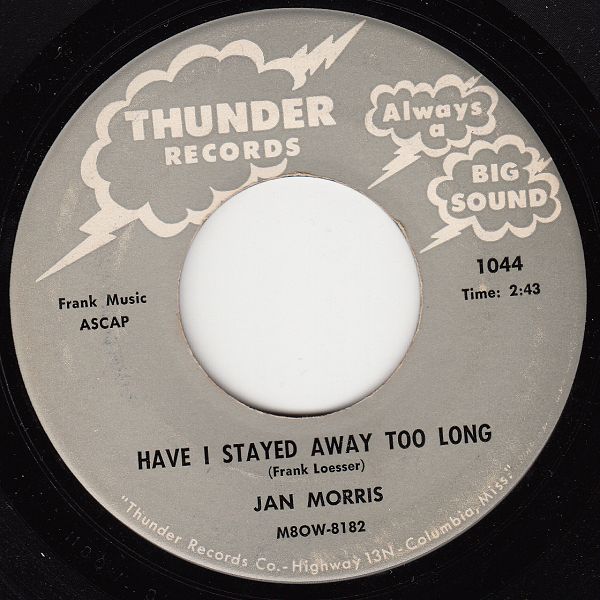 THUNDER
RECORDS
Always
a
BIG
SOUND
1044
Time: 2:43
Frank Music
ASCAP
HAVE I STAYED AWAY TOO LONG
(Frank Loesser)
JAN MORRIS
M8OW-8182
"Thunder Records Co.-Highway 13N-Columbia, Miss."